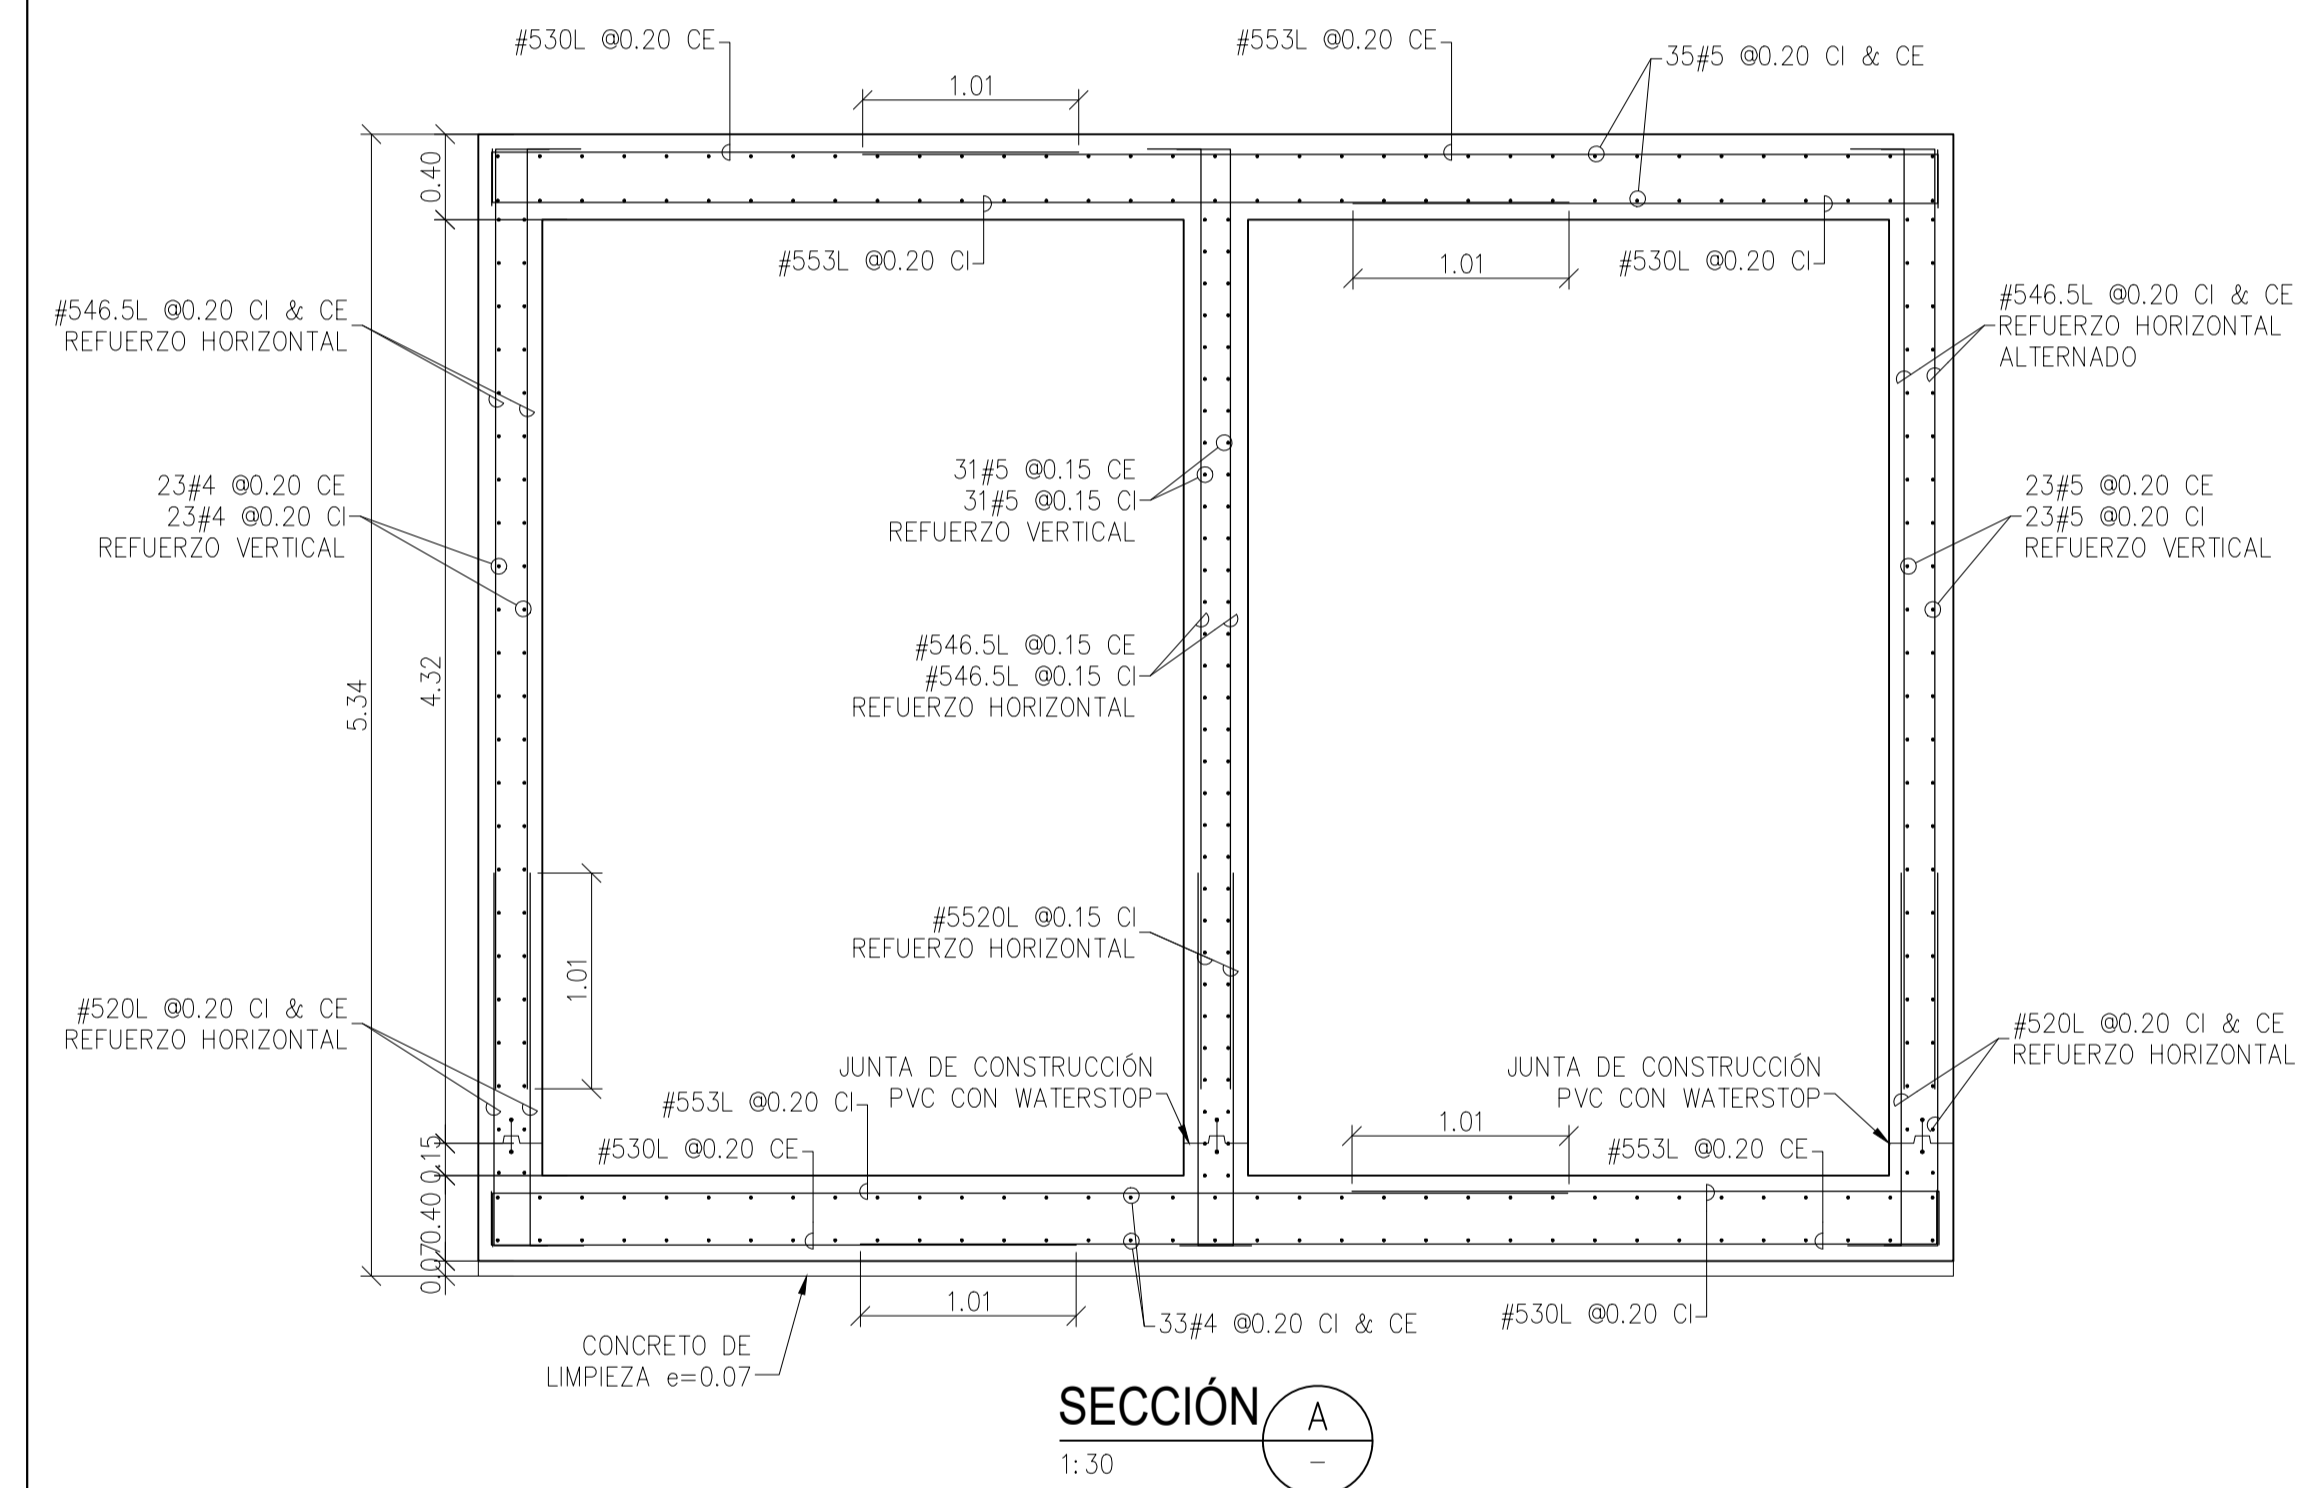 #530L @0.20 CE
#553L @0.20 CE
35#5 @0.20 CI & CE
1.01
0.40
#553L @0.20 CI
1.01
#530L @0.20 CI
#546.5L @0.20 CI & CE
REFUERZO HORIZONTAL
#546.5L @0.20 CI & CE
REFUERZO HORIZONTAL
ALTERNADO
31#5 @0.15 CE
31#5 @0.15 CI
REFUERZO VERTICAL
23#4 @0.20 CE
23#4 @0.20 CI
REFUERZO VERTICAL
23#5 @0.20 CE
23#5 @0.20 CI
REFUERZO VERTICAL
5.34
4.32
#546.5L @0.15 CE
#546.5L @0.15 CI
REFUERZO HORIZONTAL
#5520L @0.15 CI
REFUERZO HORIZONTAL
1.01
#520L @0.20 CI & CE
REFUERZO HORIZONTAL
#520L @0.20 CI & CE
REFUERZO HORIZONTAL
JUNTA DE CONSTRUCCIÓN
PVC CON WATERSTOP
JUNTA DE CONSTRUCCIÓN
PVC CON WATERSTOP
#553L @0.20 CI
#530L @0.20 CE
1.01
#553L @0.20 CE
0.15
0.40
0.07
1.01
33#4 @0.20 CI & CE
#530L @0.20 CI
CONCRETO DE
LIMPIEZA e=0.07
SECCIÓN
A
1:30
-